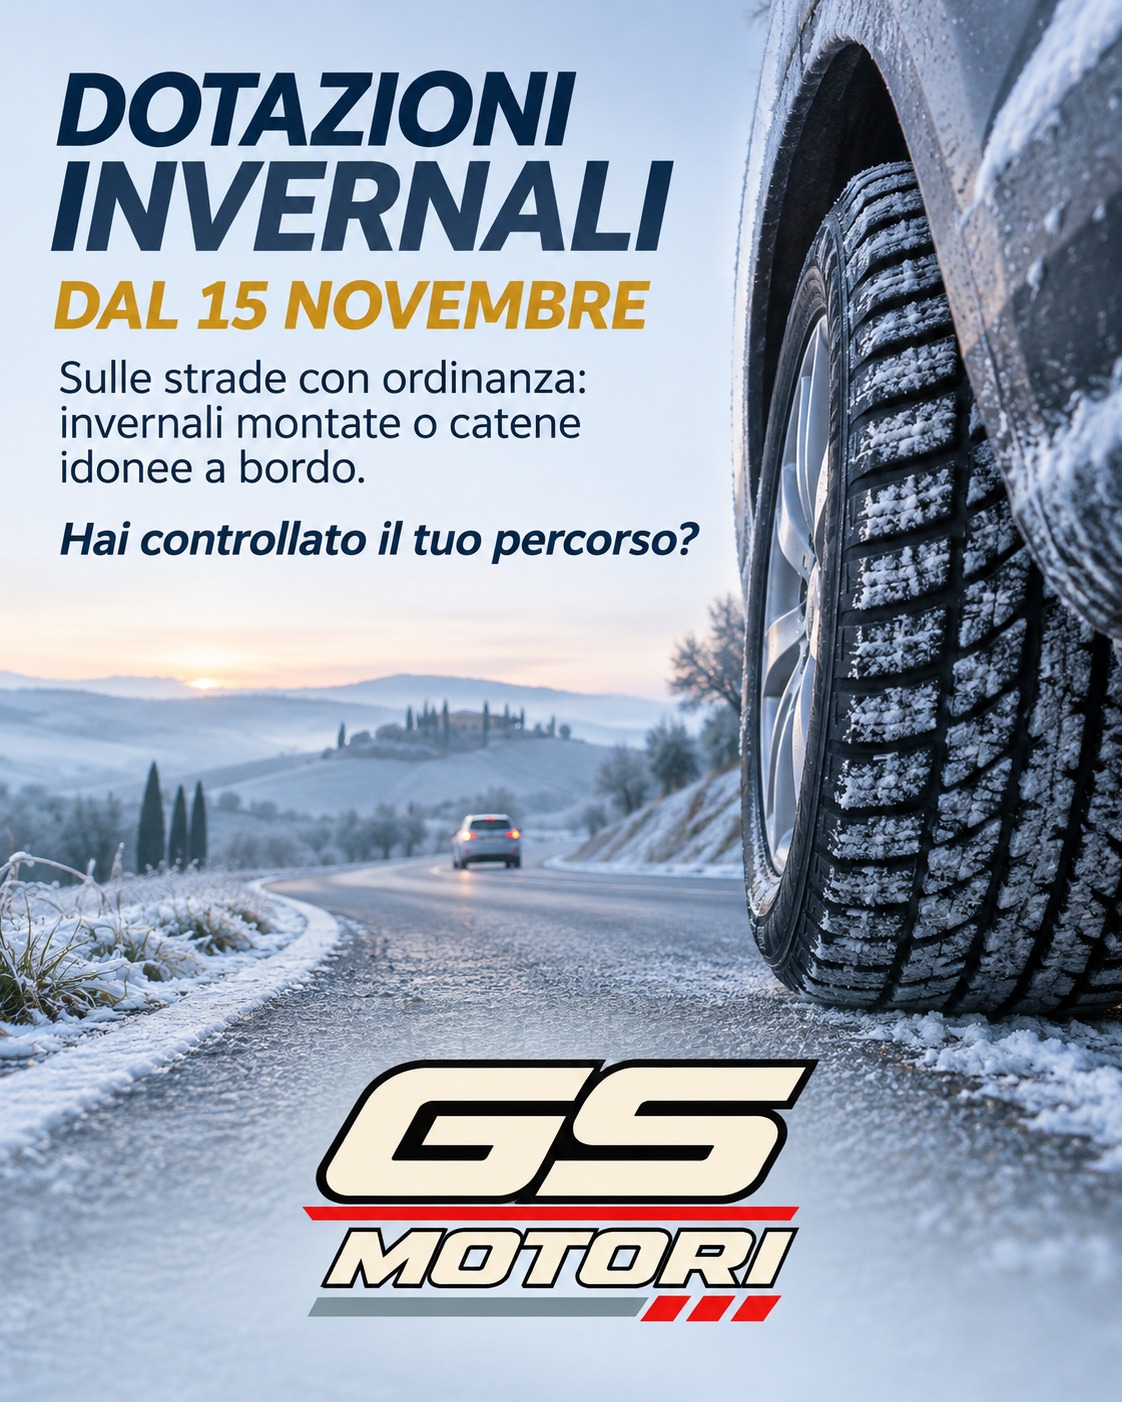 DOTAZIONI
INVERNALI
DAL 15 NOVEMBRE
Sulle strade con ordinanza:
invernali montate o catene
idonee a bordo.
Hai controllato il tuo percorso?
GS
MOTORI